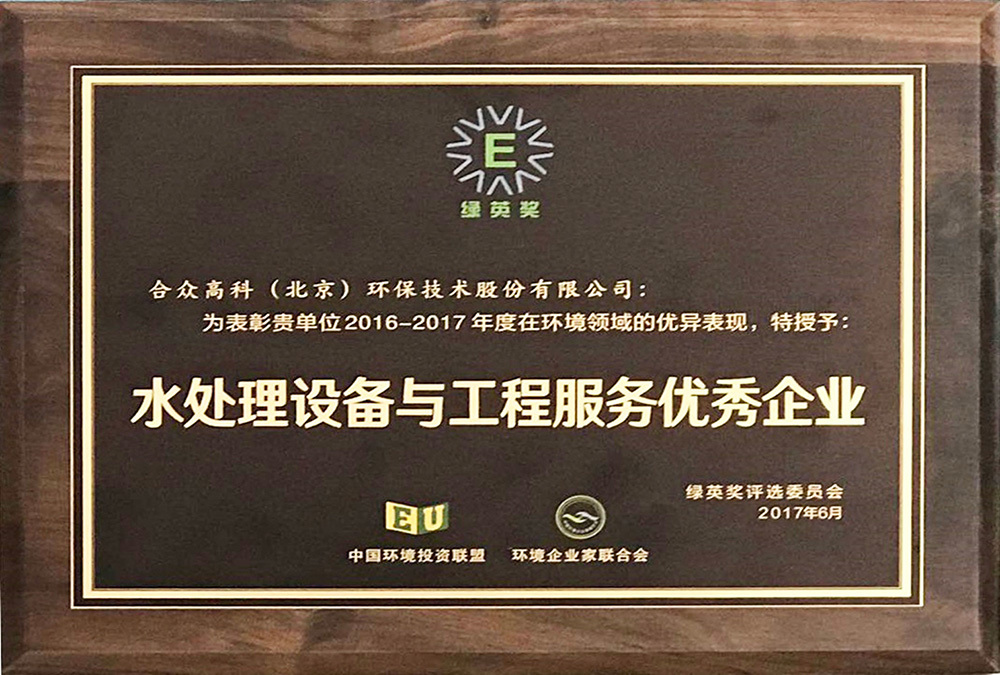 E
绿英奖
合众高科（北京）环保技术股份有限公司：
为表彰贵单位2016-2017年度在环境领域的优异表现，特授予：
水处理设备与工程服务优秀企业
绿英奖评选委员会
2017年6月
EU
中国环境投资联盟 环境企业家联合会